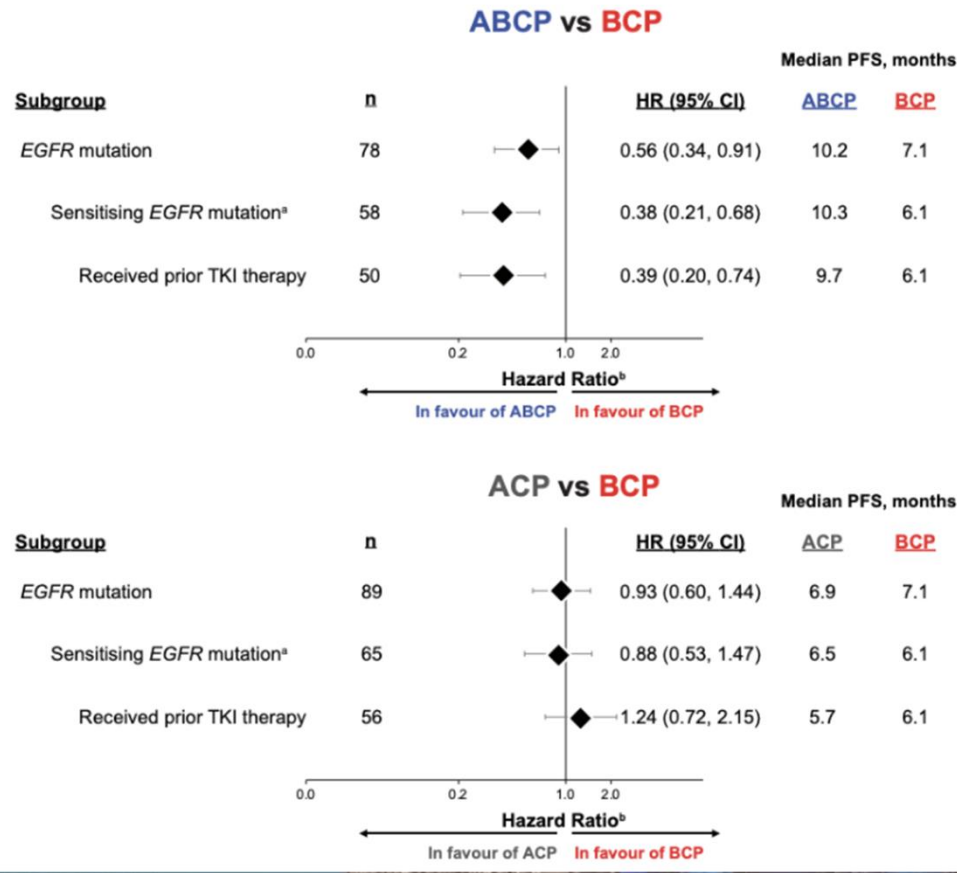 ABCP vs BCP
Median PFS, months
Subgroup n HR (95% CI) ABCP BCP
EGFR mutation 78 0.56 (0.34, 0.91) 10.2 7.1
Sensitising EGFR mutationᵃ 58 0.38 (0.21, 0.68) 10.3 6.1
Received prior TKI therapy 50 0.39 (0.20, 0.74) 9.7 6.1
0.0 0.2 1.0 2.0
Hazard Ratioᵇ
In favour of ABCP In favour of BCP
ACP vs BCP
Median PFS, months
Subgroup n HR (95% CI) ACP BCP
EGFR mutation 89 0.93 (0.60, 1.44) 6.9 7.1
Sensitising EGFR mutationᵃ 65 0.88 (0.53, 1.47) 6.5 6.1
Received prior TKI therapy 56 1.24 (0.72, 2.15) 5.7 6.1
0.0 0.2 1.0 2.0
Hazard Ratioᵇ
In favour of ACP In favour of BCP